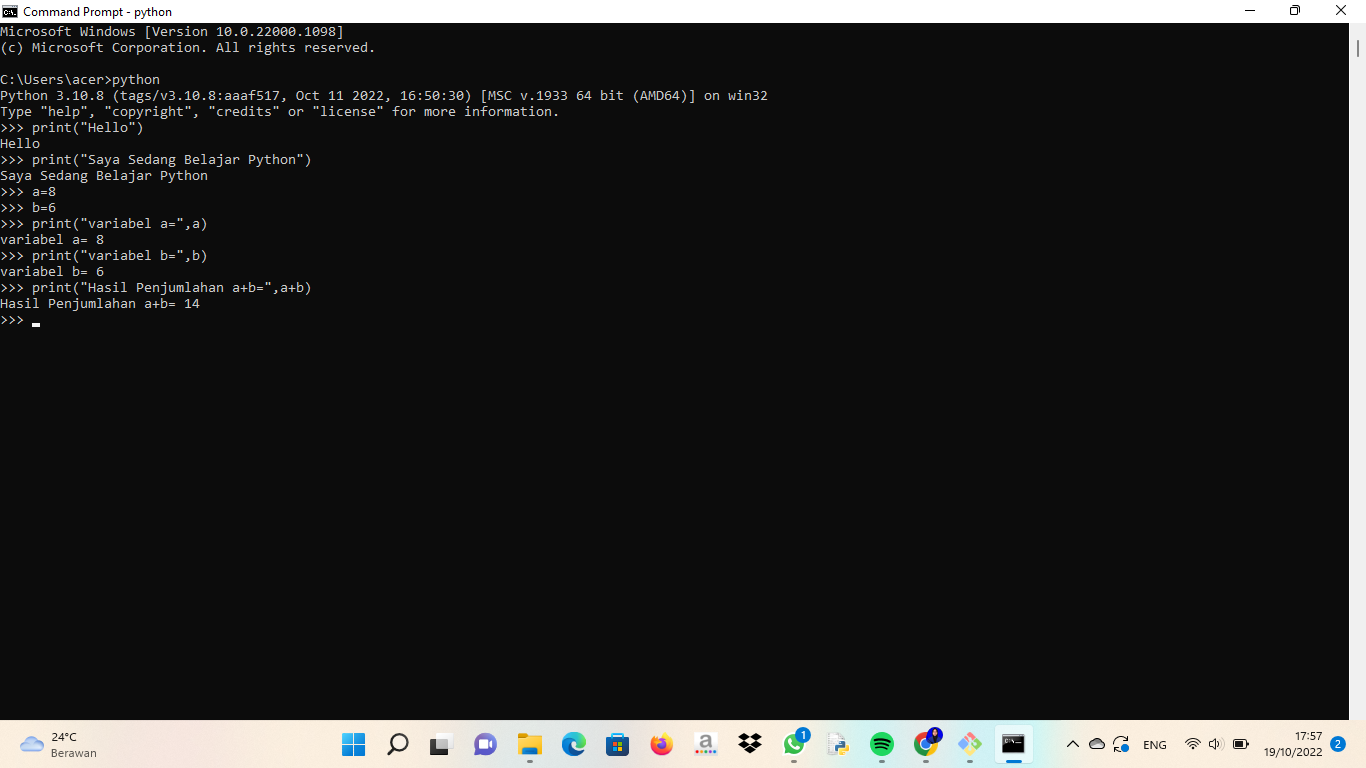 Command Prompt - python
Microsoft Windows [Version 10.0.22000.1098]
(c) Microsoft Corporation. All rights reserved.
C:\Users\acer>python
Python 3.10.8 (tags/v3.10.8:aaaf517, Oct 11 2022, 16:50:30) [MSC v.1933 64 bit (AMD64)] on win32
Type "help", "copyright", "credits" or "license" for more information.
>>> print("Hello")
Hello
>>> print("Saya Sedang Belajar Python")
Saya Sedang Belajar Python
>>> a=8
>>> b=6
>>> print("variabel a=",a)
variabel a= 8
>>> print("variabel b=",b)
variabel b= 6
>>> print("Hasil Penjumlahan a+b=",a+b)
Hasil Penjumlahan a+b= 14
>>>
24°C
Berawan
a
1
ENG
17:57
19/10/2022
2